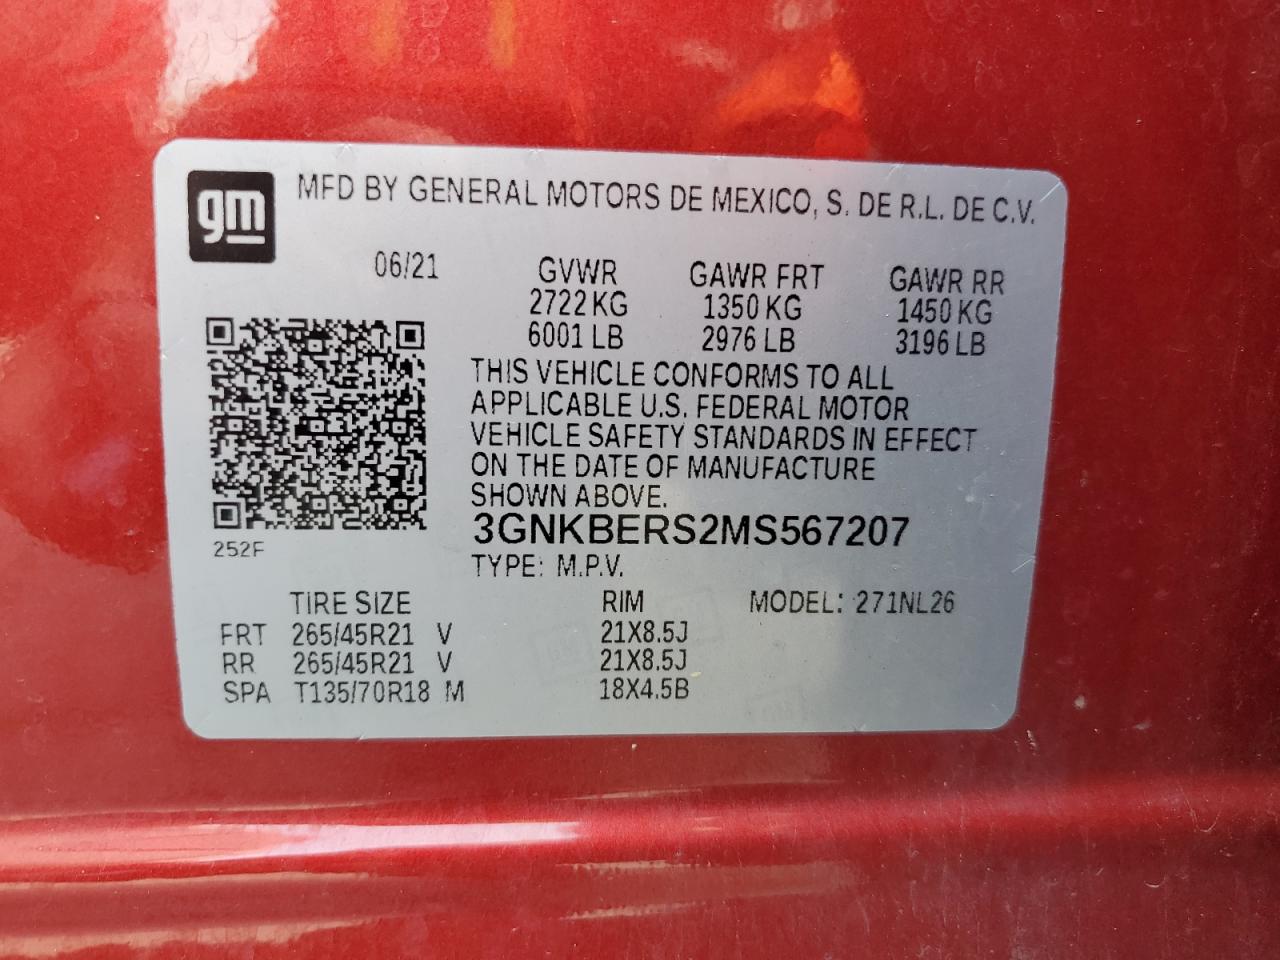 gm
MFD BY GENERAL MOTORS DE MEXICO, S. DE R.L. DE C.V.
06/21 GVWR GAWR FRT GAWR RR
2722 KG 1350 KG 1450 KG
6001 LB 2976 LB 3196 LB
THIS VEHICLE CONFORMS TO ALL
APPLICABLE U.S. FEDERAL MOTOR
VEHICLE SAFETY STANDARDS IN EFFECT
ON THE DATE OF MANUFACTURE
SHOWN ABOVE.
3GNKBERS2MS567207
252F
TYPE: M.P.V.
TIRE SIZE RIM MODEL: 271NL26
FRT 265/45R21 V 21X8.5J
RR 265/45R21 V 21X8.5J
SPA T135/70R18 M 18X4.5B